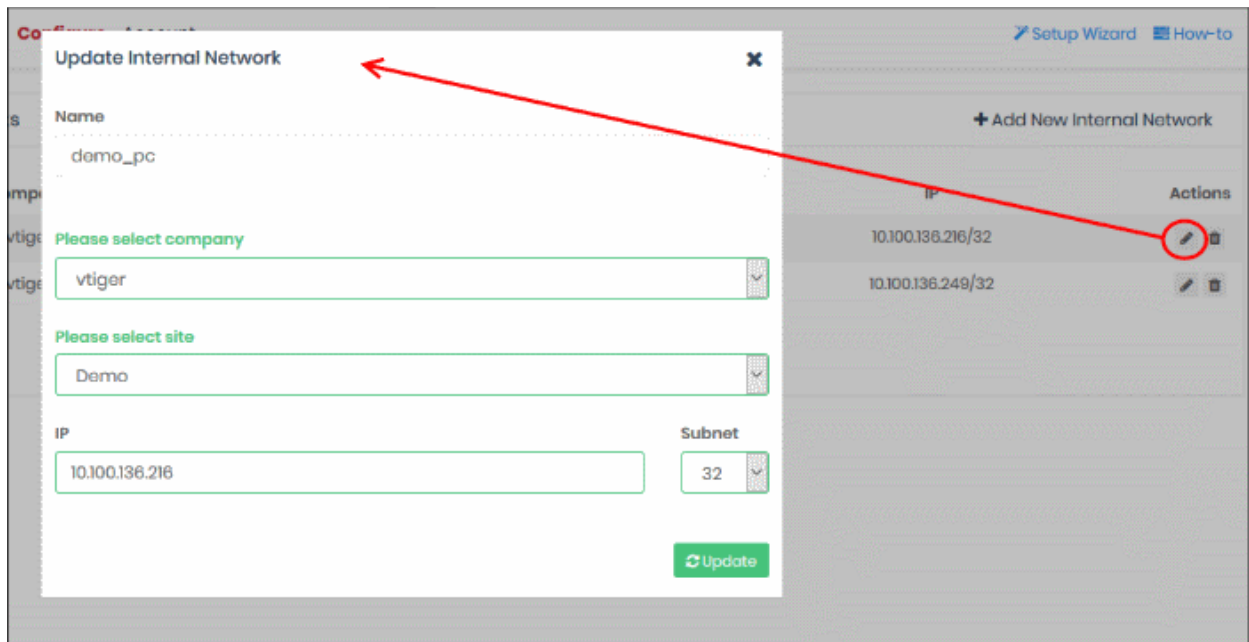 Setup Wizard How-to
Update Internal Network
s
Name
+ Add New Internal Network
demo_pc
IP Actions
Please select company
10.100.136.216/32
vtiger
10.100.136.249/32
Please select site
Demo
IP Subnet
10.100.136.216 32
Update